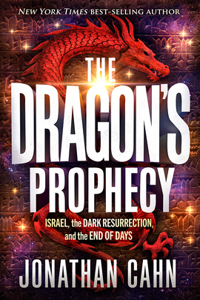 NEW YORK TIMES BEST-SELLING AUTHOR
THE
DRAGON'S
PROPHECY
ISRAEL, the DARK RESURRECTION,
and the END OF DAYS
JONATHAN CAHN